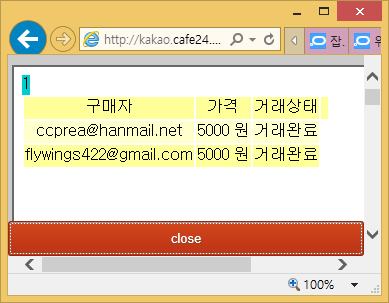 http://kakao.cafe24....
잡.
1
구매자 가격 거래상태
ccprea@hanmail.net 5000 원 거래완료
flywings422@gmail.com 5000 원 거래완료
close
100%